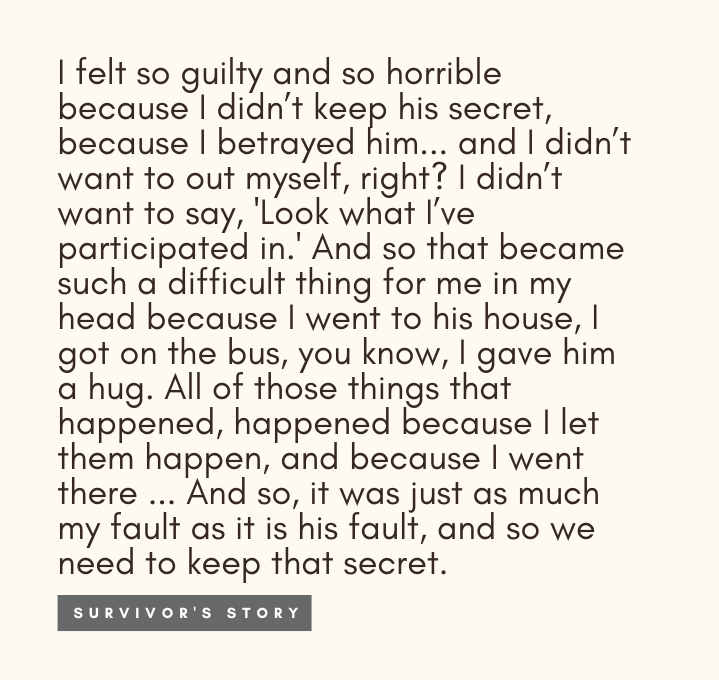 I felt so guilty and so horrible
because I didn’t keep his secret,
because I betrayed him... and I didn’t
want to out myself, right? I didn’t
want to say, 'Look what I’ve
participated in.' And so that became
such a difficult thing for me in my
head because I went to his house, I
got on the bus, you know, I gave him
a hug. All of those things that
happened, happened because I let
them happen, and because I went
there ... And so, it was just as much
my fault as it is his fault, and so we
need to keep that secret.
SURVIVOR'S STORY